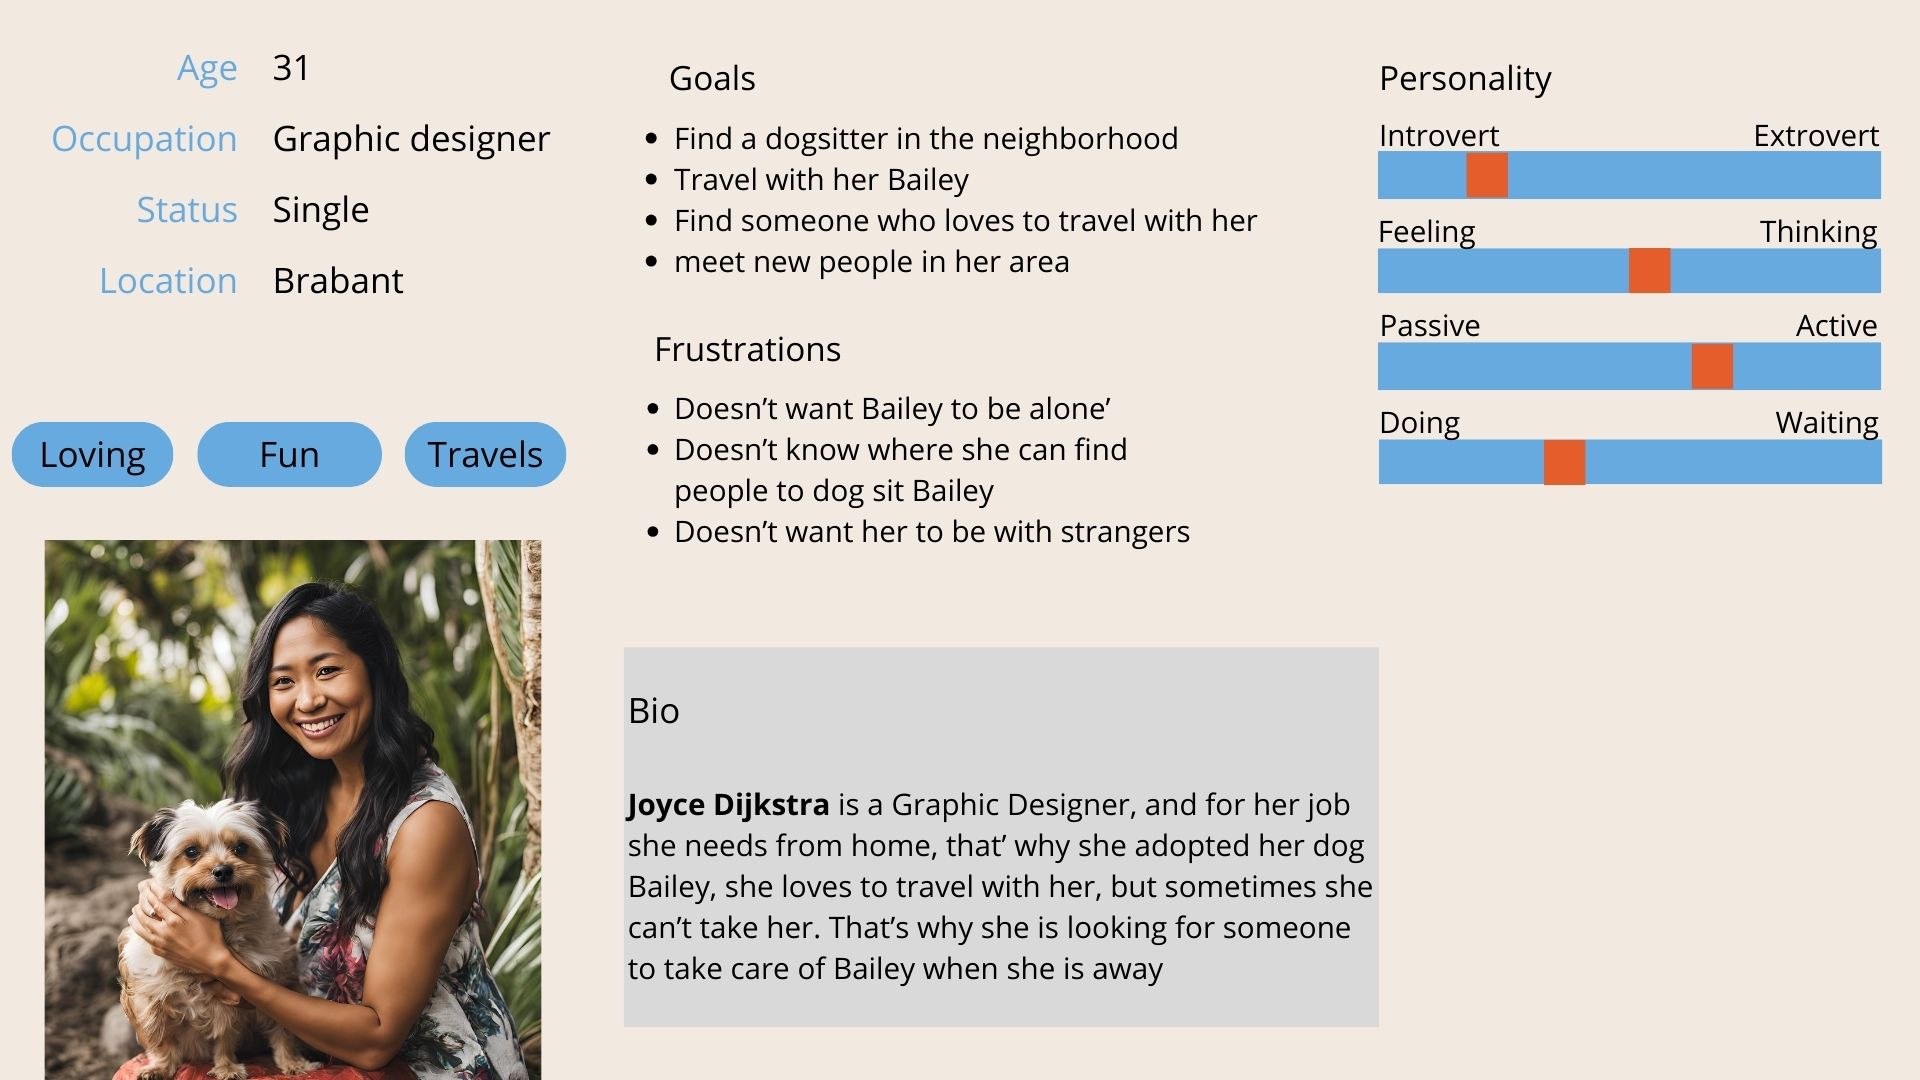 Age 31
Occupation Graphic designer
Status Single
Location Brabant
Loving Fun Travels
Goals
• Find a dogsitter in the neighborhood
• Travel with her Bailey
• Find someone who loves to travel with her
• meet new people in her area
Frustrations
• Doesn’t want Bailey to be alone’
• Doesn’t know where she can find
people to dog sit Bailey
• Doesn’t want her to be with strangers
Bio
Joyce Dijkstra is a Graphic Designer, and for her job
she needs from home, that’ why she adopted her dog
Bailey, she loves to travel with her, but sometimes she
can’t take her. That’s why she is looking for someone
to take care of Bailey when she is away
Personality
Introvert Extrovert
Feeling Thinking
Passive Active
Doing Waiting